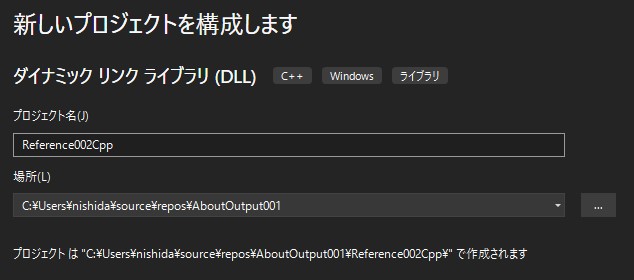 新しいプロジェクトを構成します
ダイナミック リンク ライブラリ (DLL) C++ Windows ライブラリ
プロジェクト名(J)
Reference002Cpp
場所(L)
C:¥Users¥nishida¥source¥repos¥AboutOutput001 ...
プロジェクト は "C:¥Users¥nishida¥source¥repos¥AboutOutput001¥Reference002Cpp¥" で作成されます